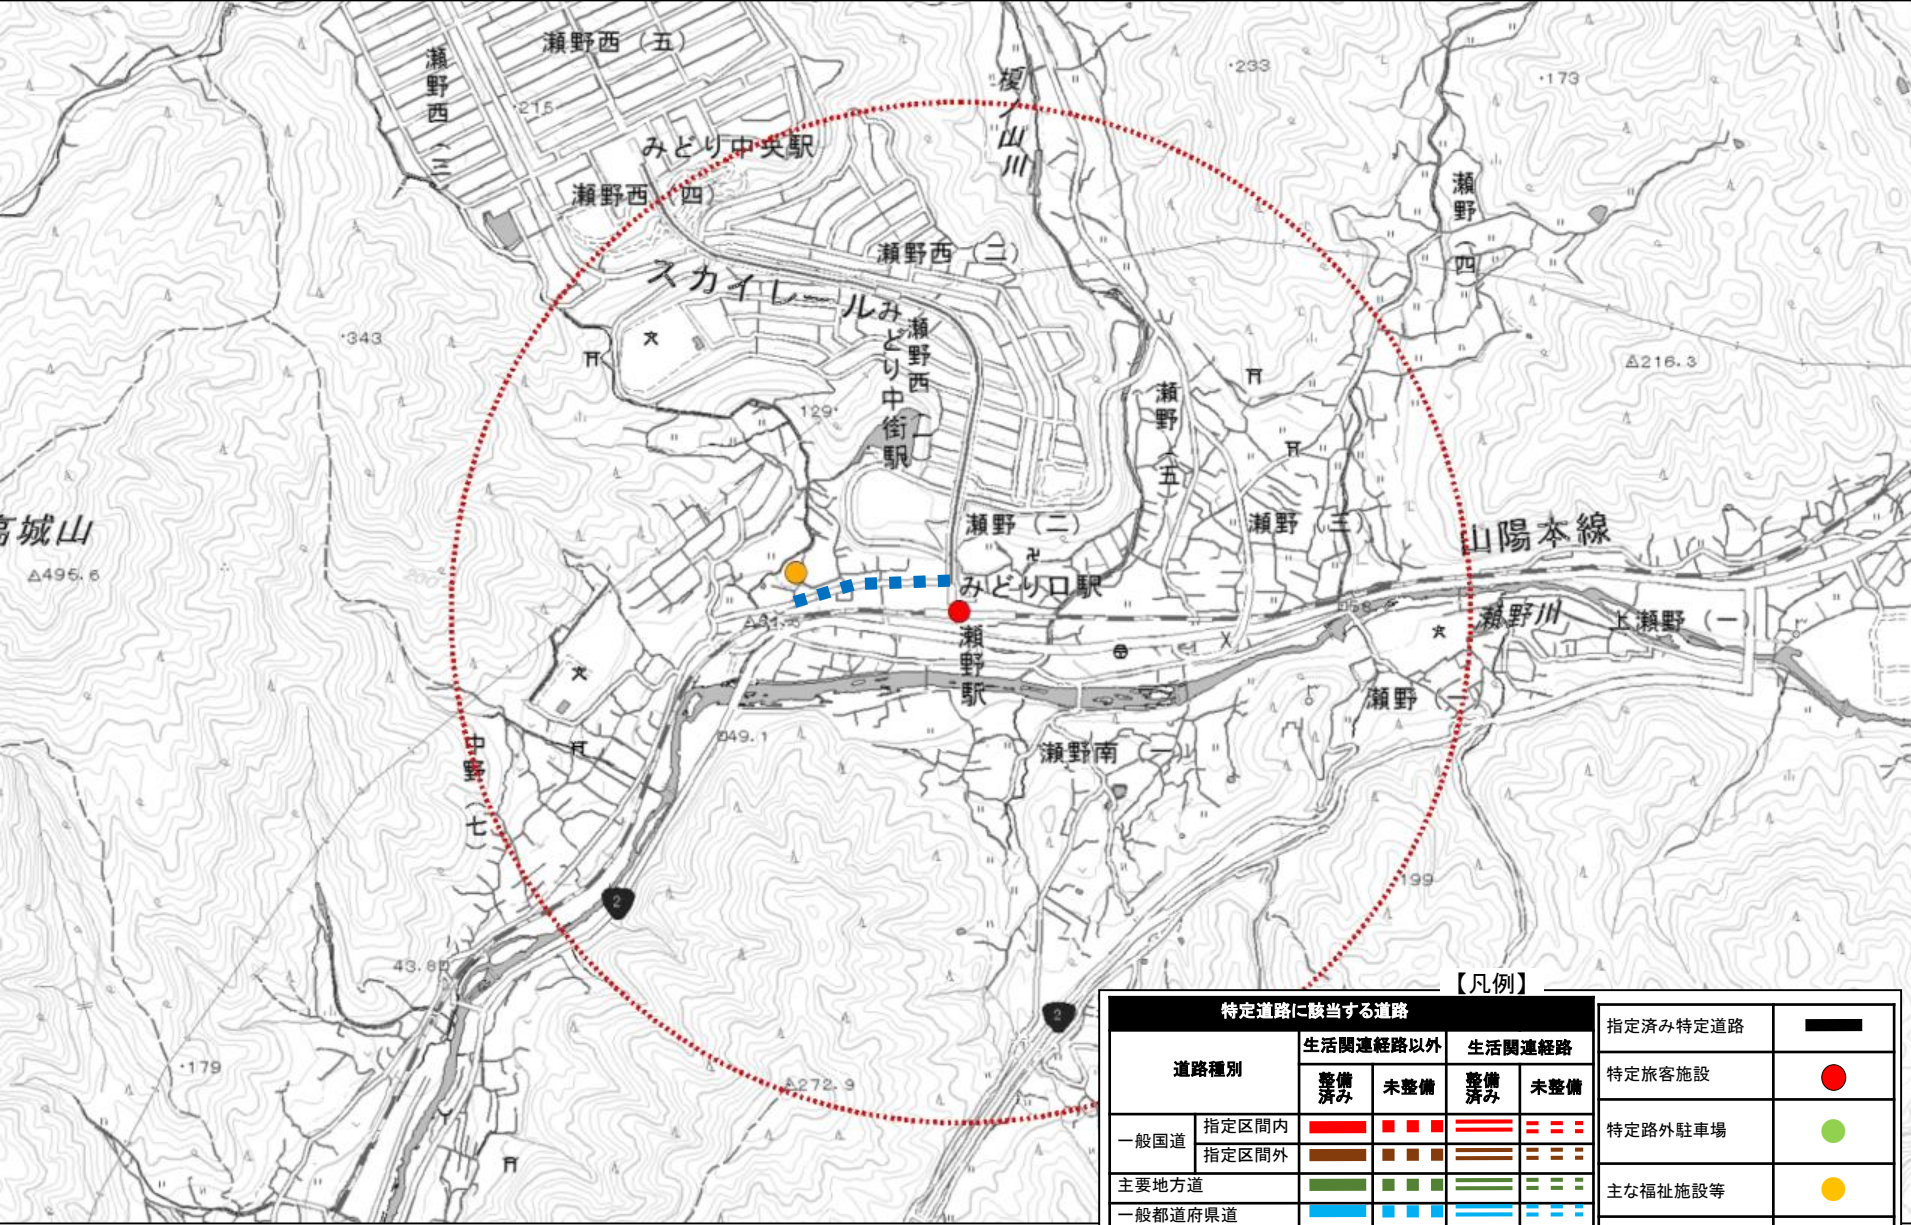 瀬野西（五）
瀬野西（三）
・215
・233
・173
榎ノ山川
みどり中央駅
瀬野西（四）
瀬野（四）
瀬野西（二）
スカイレール
みどり中街駅
瀬野西（一）
・343
129・
△216.3
瀬野（五）
瀬野（二）
瀬野（三）
山陽本線
高城山
△495.6
みどり口駅
瀬野駅
瀬野川
上瀬野（一）
瀬野（一）
49.1
瀬野南（一）
中野（七）
2
199
43.8
2
・179
△272.9
【凡例】
特定道路に該当する道路
道路種別
生活関連経路以外
生活関連経路
整備済み
未整備
整備済み
未整備
一般国道
指定区間内
指定区間外
主要地方道
一般都道府県道
指定済み特定道路
特定旅客施設
特定路外駐車場
主な福祉施設等